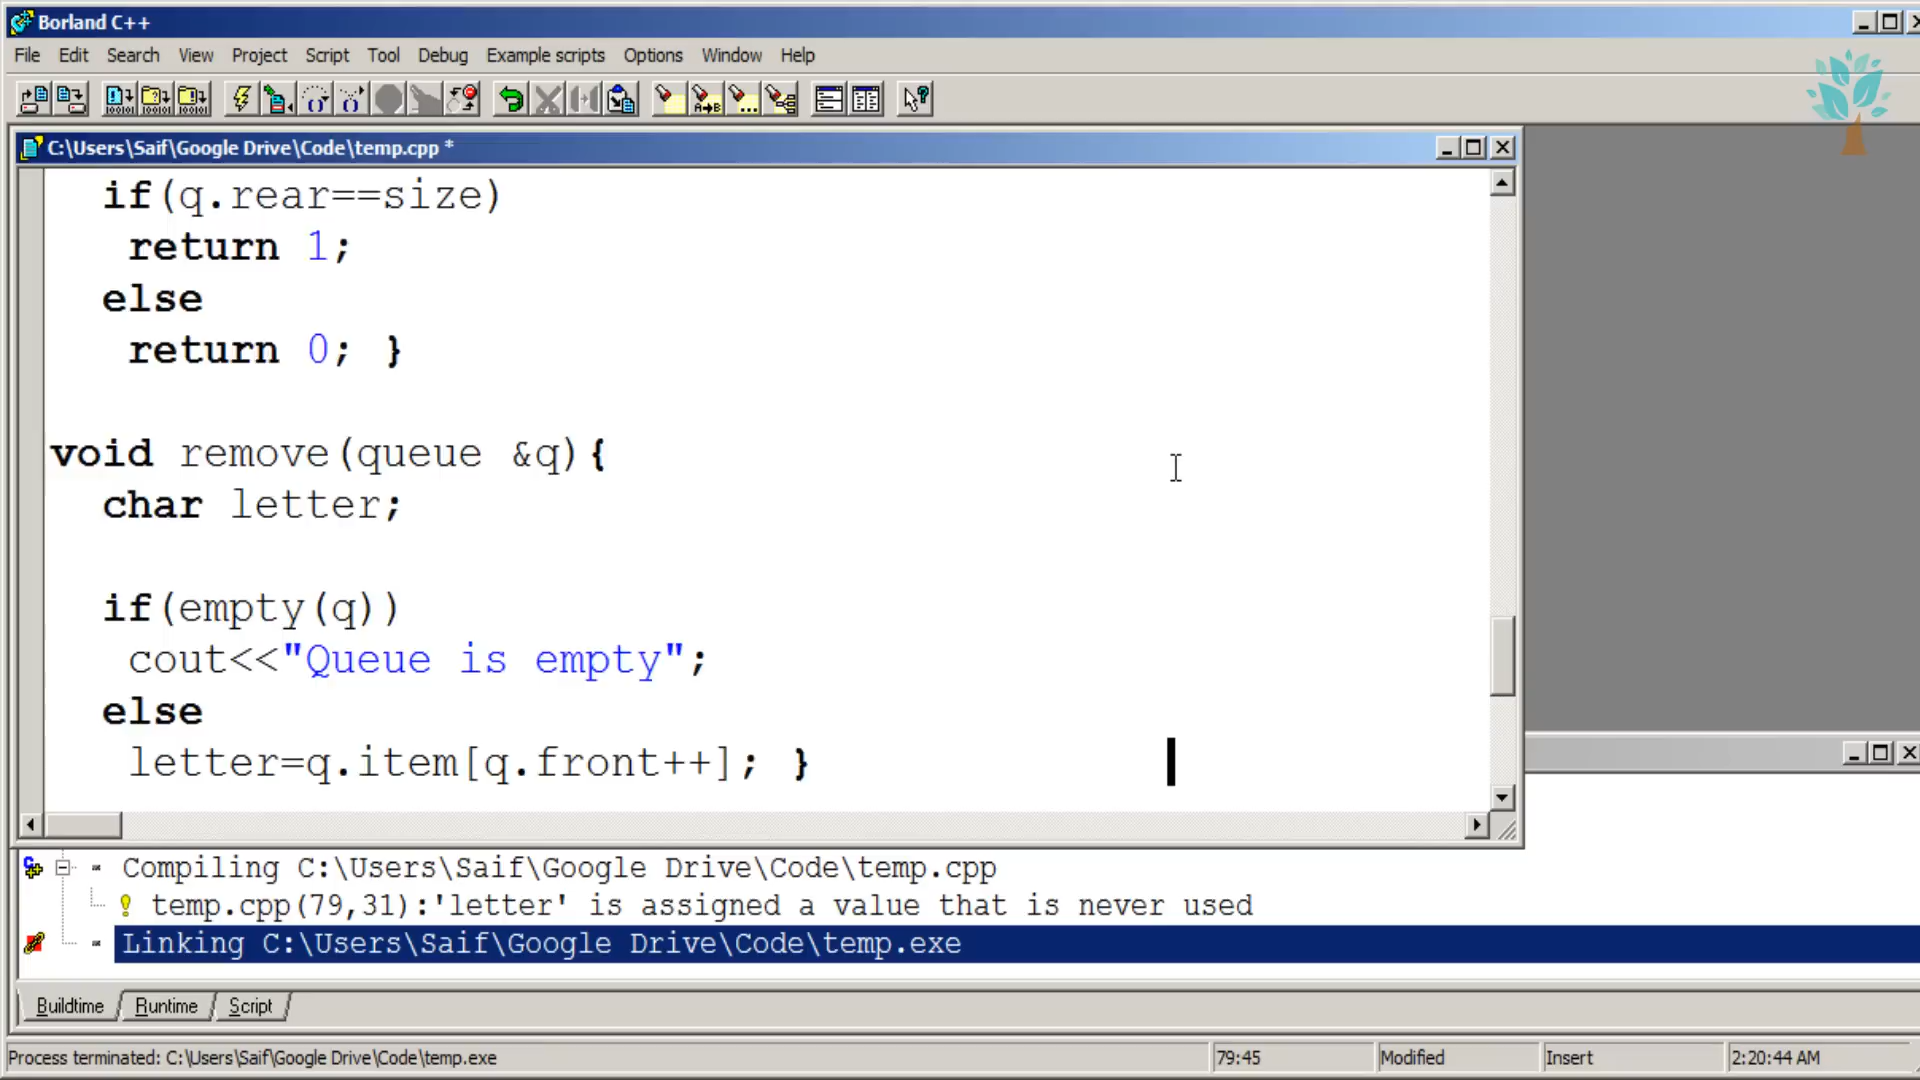 Borland C++
File Edit Search View Project Script Tool Debug Example scripts Options Window Help
C:\Users\Saif\Google Drive\Code\temp.cpp *
if(q.rear==size)
return 1;
else
return 0; }
void remove(queue &q){
char letter;
if(empty(q))
cout<<"Queue is empty";
else
letter=q.item[q.front++]; }
Compiling C:\Users\Saif\Google Drive\Code\temp.cpp
temp.cpp(79,31):'letter' is assigned a value that is never used
Linking C:\Users\Saif\Google Drive\Code\temp.exe
Buildtime Runtime Script
Process terminated: C:\Users\Saif\Google Drive\Code\temp.exe 79:45 Modified Insert 2:20:44 AM